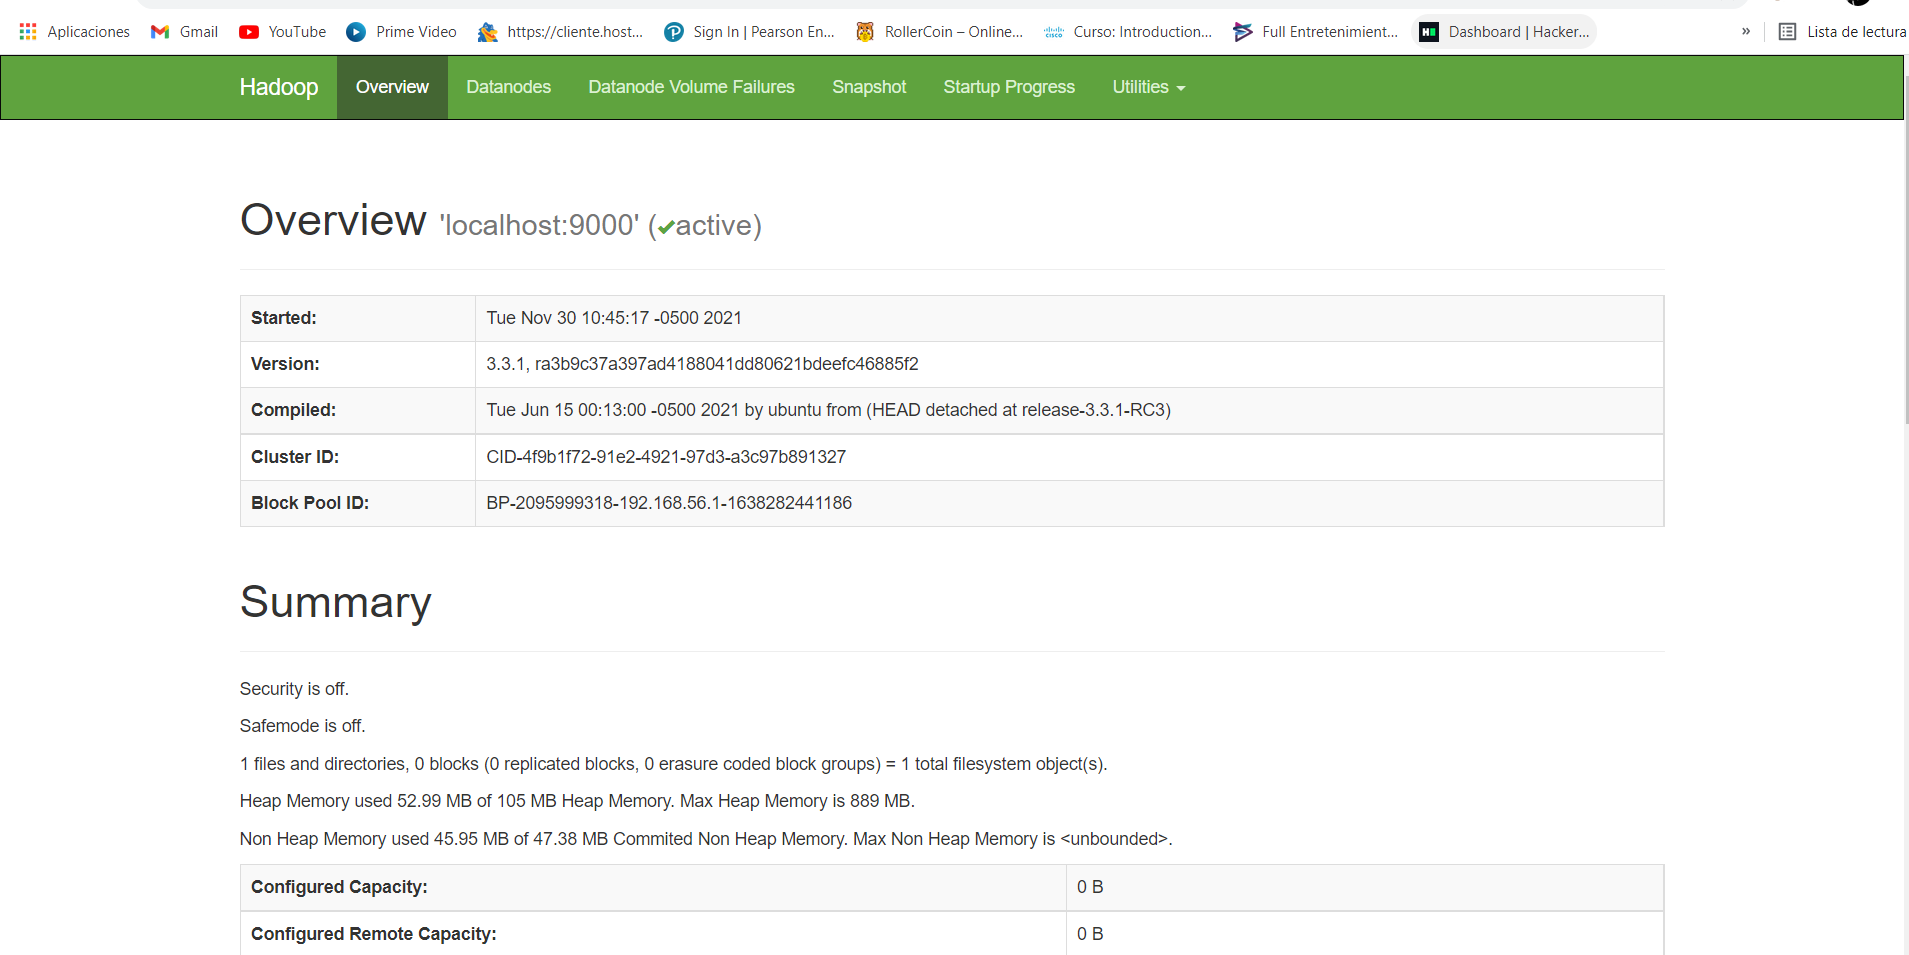 Aplicaciones Gmail YouTube Prime Video https://cliente.host... Sign In | Pearson En... RollerCoin – Online... Curso: Introduction... Full Entretenimient... Dashboard | Hacker... » Lista de lectura
Hadoop Overview Datanodes Datanode Volume Failures Snapshot Startup Progress Utilities
Overview 'localhost:9000' (✔active)
Started: Tue Nov 30 10:45:17 -0500 2021
Version: 3.3.1, ra3b9c37a397ad4188041dd80621bdeefc46885f2
Compiled: Tue Jun 15 00:13:00 -0500 2021 by ubuntu from (HEAD detached at release-3.3.1-RC3)
Cluster ID: CID-4f9b1f72-91e2-4921-97d3-a3c97b891327
Block Pool ID: BP-2095999318-192.168.56.1-1638282441186
Summary
Security is off.
Safemode is off.
1 files and directories, 0 blocks (0 replicated blocks, 0 erasure coded block groups) = 1 total filesystem object(s).
Heap Memory used 52.99 MB of 105 MB Heap Memory. Max Heap Memory is 889 MB.
Non Heap Memory used 45.95 MB of 47.38 MB Commited Non Heap Memory. Max Non Heap Memory is <unbounded>.
Configured Capacity: 0 B
Configured Remote Capacity: 0 B